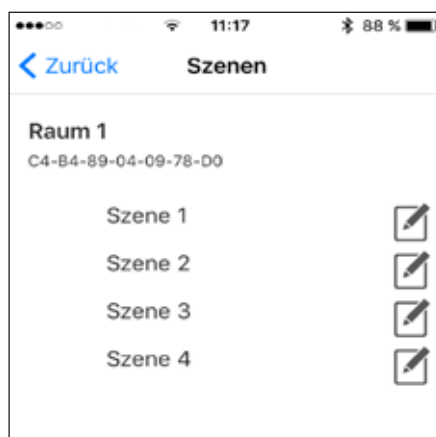 11:17 88 %
Zurück Szenen
Raum 1
C4-B4-89-04-09-78-D0
Szene 1
Szene 2
Szene 3
Szene 4